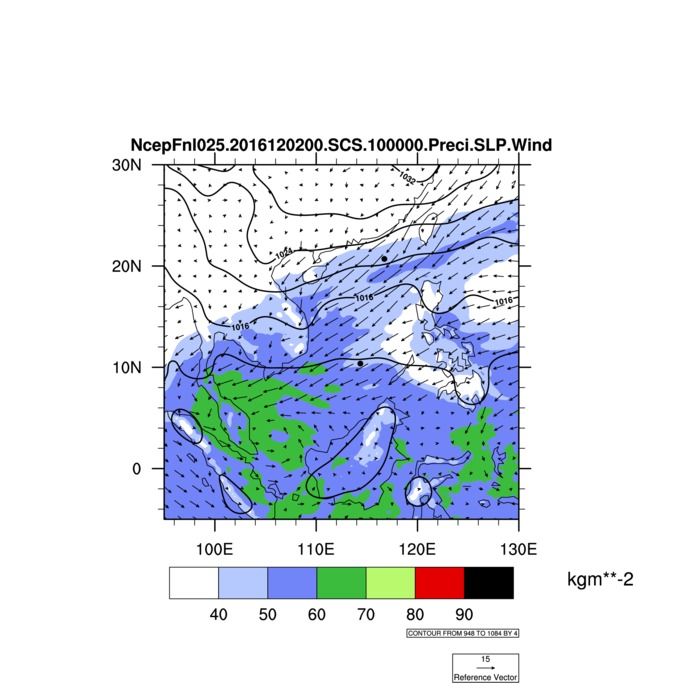 NcepFnl025.2016120200.SCS.100000.Preci.SLP.Wind
30N
1032
1024
20N
1016
1016
1016
10N
0
100E 110E 120E 130E
kgm**-2
40 50 60 70 80 90
CONTOUR FROM 948 TO 1084 BY 4
15
Reference Vector